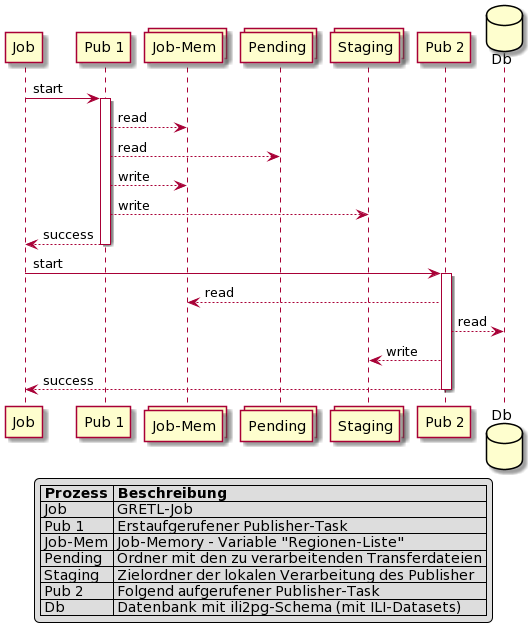 Job Pub 1 Job-Mem Pending Staging Pub 2 Db
start
read
read
write
write
success
start
read
read
write
success
Job Pub 1 Job-Mem Pending Staging Pub 2 Db
Prozess Beschreibung
Job GRETL-Job
Pub 1 Erstaufgerufener Publisher-Task
Job-Mem Job-Memory - Variable "Regionen-Liste"
Pending Ordner mit den zu verarbeitenden Transferdateien
Staging Zielordner der lokalen Verarbeitung des Publisher
Pub 2 Folgend aufgerufener Publisher-Task
Db Datenbank mit ili2pg-Schema (mit ILI-Datasets)